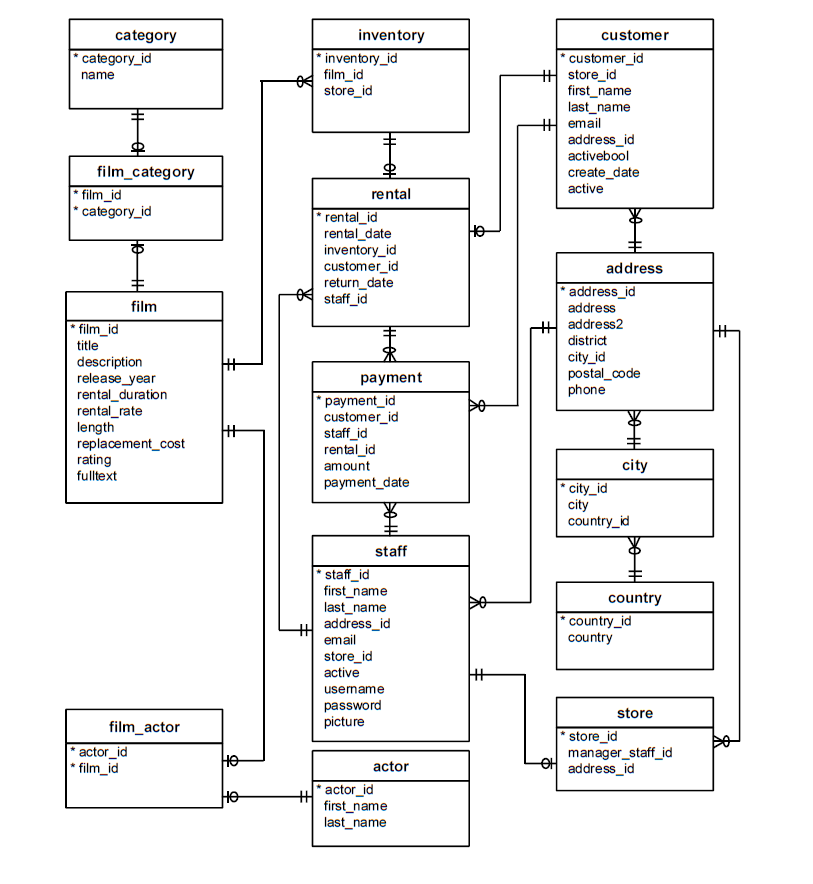 category
* category_id
name
film_category
* film_id
* category_id
film
* film_id
title
description
release_year
rental_duration
rental_rate
length
replacement_cost
rating
fulltext
film_actor
* actor_id
* film_id
inventory
* inventory_id
film_id
store_id
rental
* rental_id
rental_date
inventory_id
customer_id
return_date
staff_id
payment
* payment_id
customer_id
staff_id
rental_id
amount
payment_date
staff
* staff_id
first_name
last_name
address_id
email
store_id
active
username
password
picture
actor
* actor_id
first_name
last_name
customer
* customer_id
store_id
first_name
last_name
email
address_id
activebool
create_date
active
address
* address_id
address
address2
district
city_id
postal_code
phone
city
* city_id
city
country_id
country
* country_id
country
store
* store_id
manager_staff_id
address_id